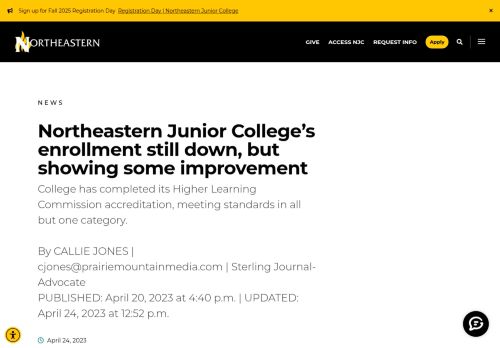 Sign up for Fall 2025 Registration Day Registration Day | Northeastern Junior College ×
NORTHEASTERN
GIVE ACCESS NJC REQUEST INFO Apply
NEWS
Northeastern Junior College’s
enrollment still down, but
showing some improvement
College has completed its Higher Learning
Commission accreditation, meeting standards in all
but one category.
By CALLIE JONES |
cjones@prairiemountainmedia.com | Sterling Journal-
Advocate
PUBLISHED: April 20, 2023 at 4:40 p.m. | UPDATED:
April 24, 2023 at 12:52 p.m.
April 24, 2023